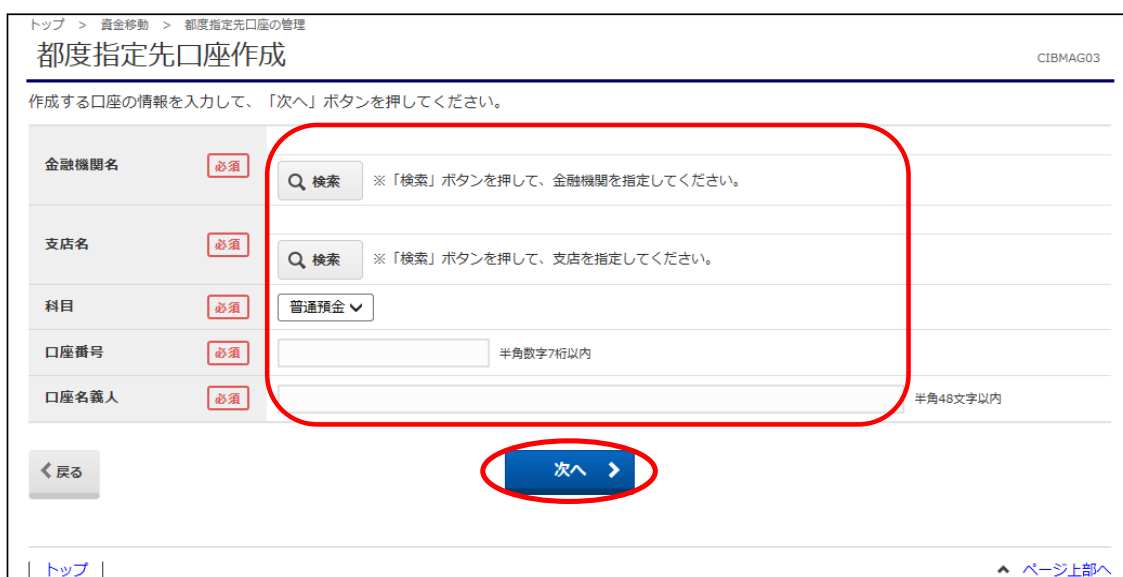 トップ > 資金移動 > 都度指定先口座の管理
都度指定先口座作成
CIBMAG03
作成する口座の情報を入力して、「次へ」ボタンを押してください。
金融機関名 必須
検索 ※「検索」ボタンを押して、金融機関を指定してください。
支店名 必須
検索 ※「検索」ボタンを押して、支店を指定してください。
科目 必須 普通預金
口座番号 必須 半角数字7桁以内
口座名義人 必須 半角48文字以内
戻る 次へ
| トップ | ページ上部へ